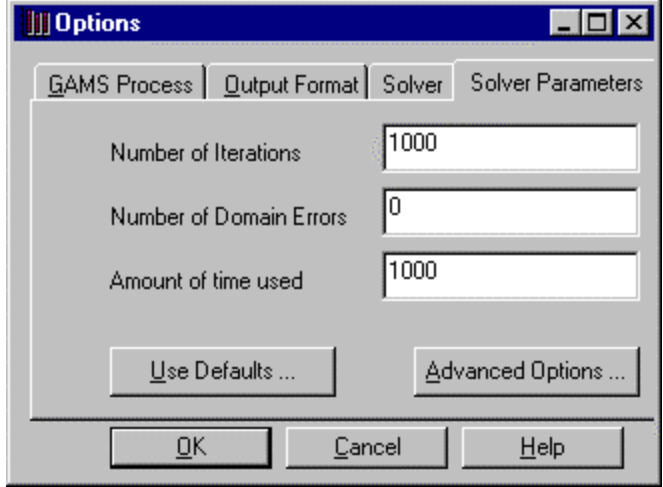 Options
GAMS Process Output Format Solver Solver Parameters
Number of Iterations 1000
Number of Domain Errors 0
Amount of time used 1000
Use Defaults ... Advanced Options ...
OK Cancel Help